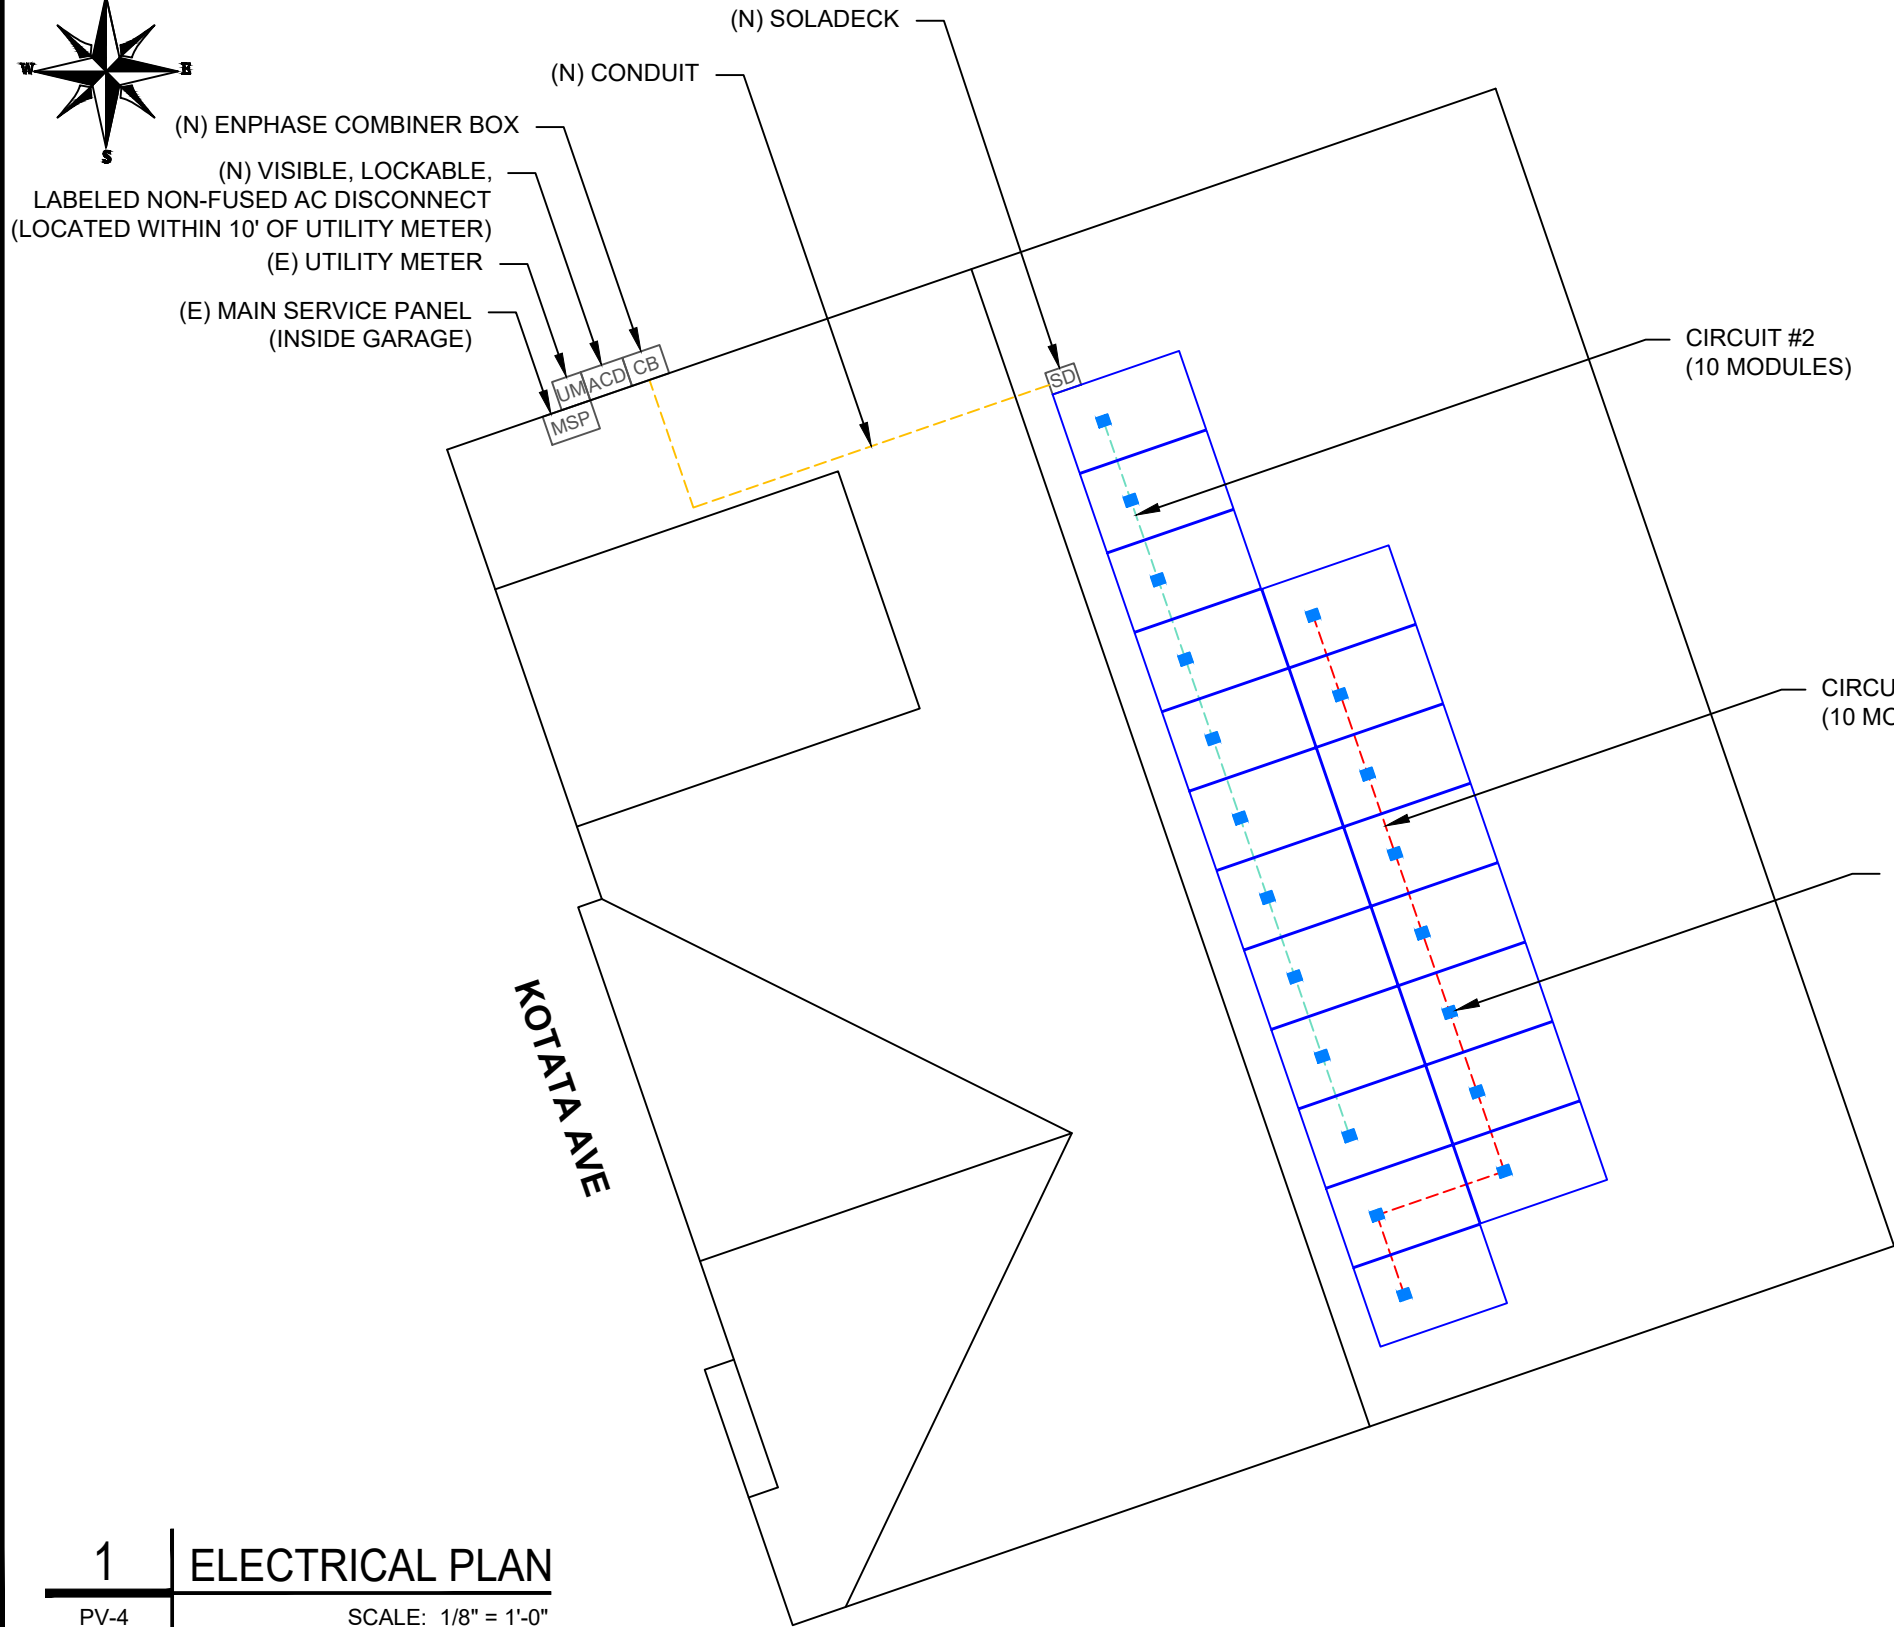 (N) SOLADECK
(N) CONDUIT
W
E
S
(N) ENPHASE COMBINER BOX
(N) VISIBLE, LOCKABLE,
LABELED NON-FUSED AC DISCONNECT
(LOCATED WITHIN 10' OF UTILITY METER)
(E) UTILITY METER
(E) MAIN SERVICE PANEL
(INSIDE GARAGE)
UM
ACD
CB
MSP
SD
CIRCUIT #2
(10 MODULES)
(10
KOTATA AVE
1
ELECTRICAL PLAN
PV-4
SCALE: 1/8" = 1'-0"